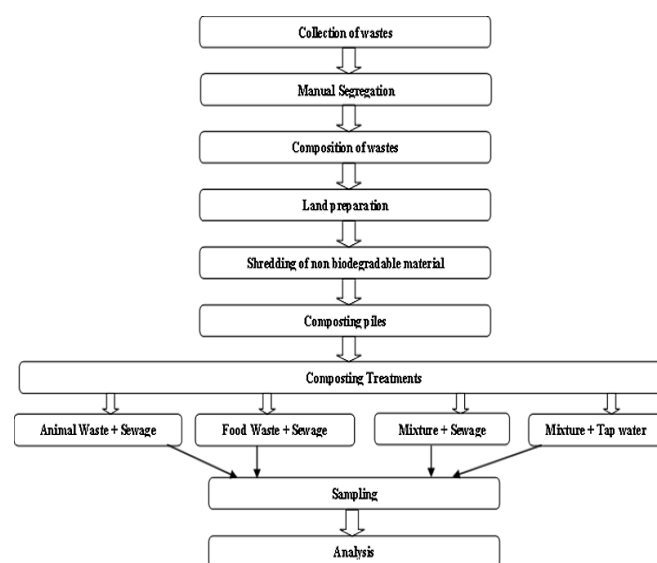 Collection of wastes
Manual Segregation
Composition of wastes
Land preparation
Shredding of non biodegradable material
Composting piles
Composting Treatments
Animal Waste + Sewage
Food Waste + Sewage
Mixture + Sewage
Mixture + Tap water
Sampling
Analysis